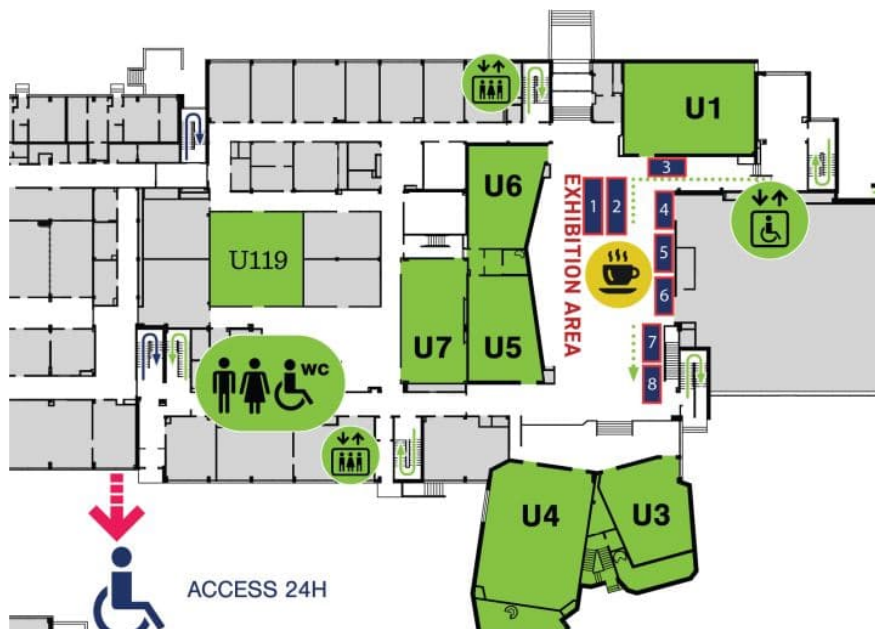 U1
3
U6
EXHIBITION AREA
1
2
4
5
6
7
8
U119
U7
U5
WC
U4
U3
ACCESS 24H